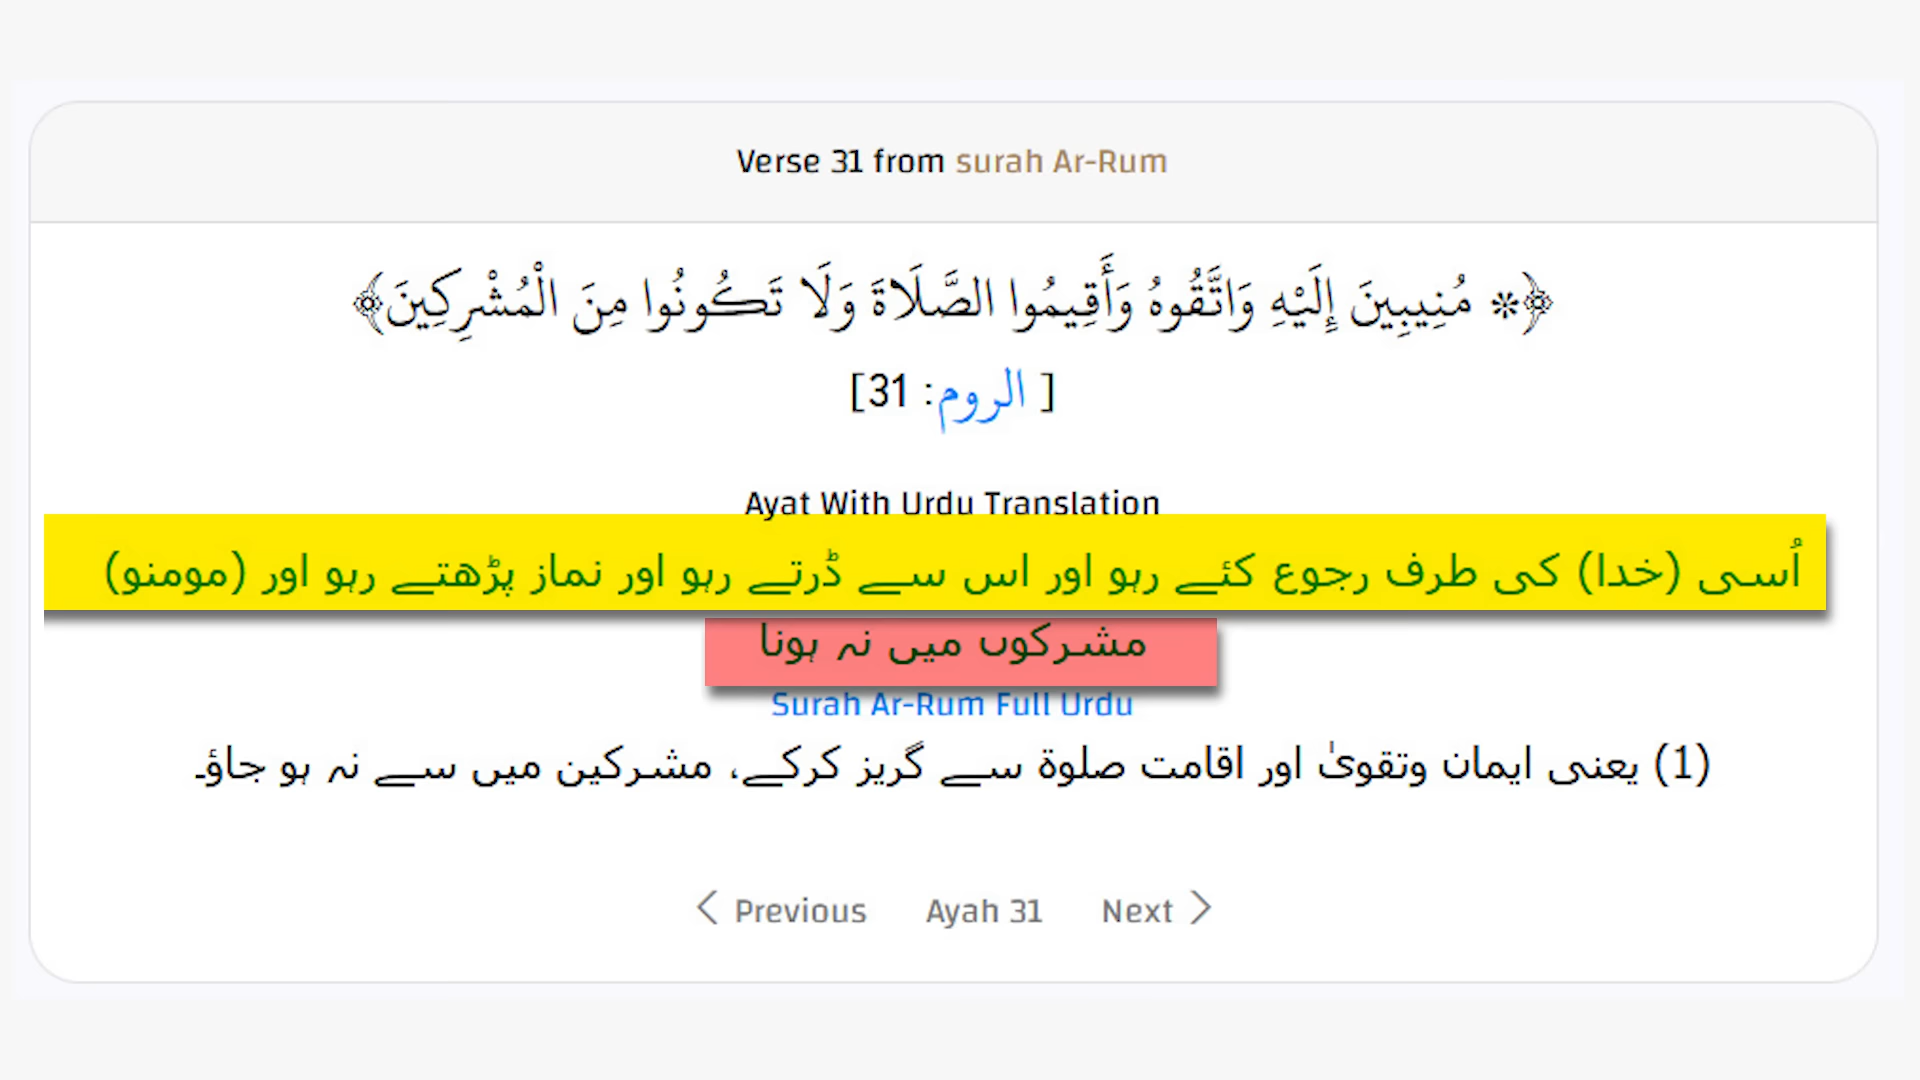 Verse 31 from surah Ar-Rum
﴿۞ مُنِيبِينَ إِلَيْهِ وَاتَّقُوهُ وَأَقِيمُوا الصَّلَاةَ وَلَا تَكُونُوا مِنَ الْمُشْرِكِينَ﴾
[ الروم: 31]
Ayat With Urdu Translation
اُسی (خدا) کی طرف رجوع کئے رہو اور اس سے ڈرتے رہو اور نماز پڑھتے رہو اور (مومنو)
مشرکوں میں نہ ہونا
Surah Ar-Rum Full Urdu
(1) یعنی ایمان وتقویٰ اور اقامت صلوۃ سے گریز کرکے، مشرکین میں سے نہ ہو جاؤ۔
Previous Ayah 31 Next